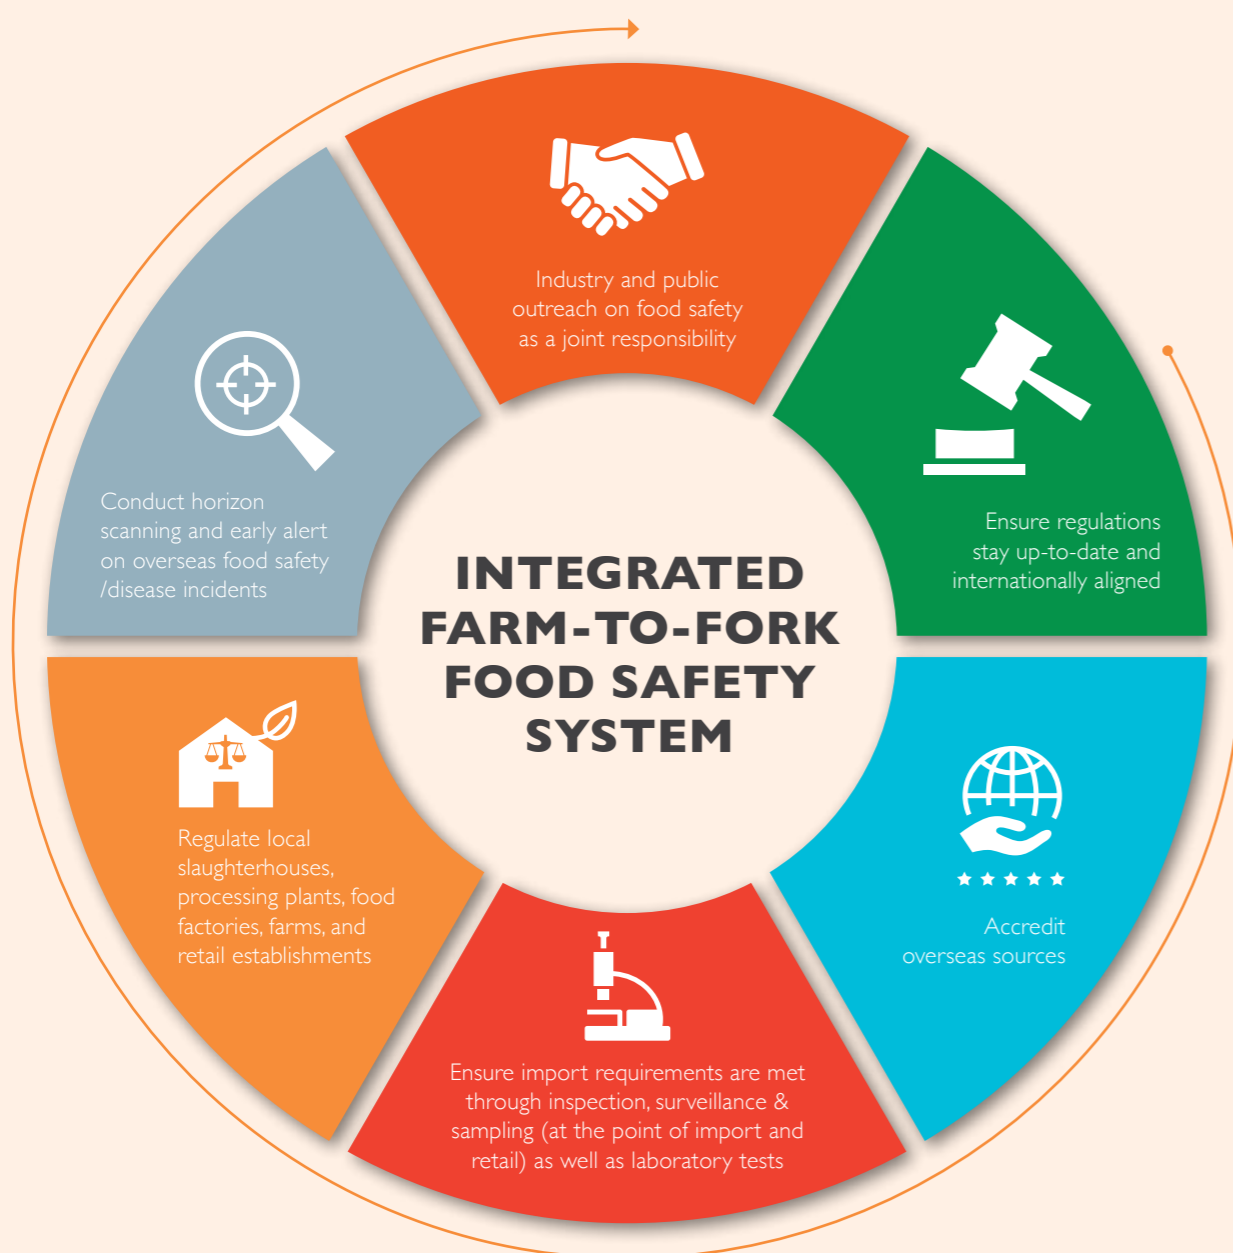 Industry and public
outreach on food safety
as a joint responsibility
Ensure regulations
stay up-to-date and
internationally aligned
Accredit
overseas sources
Ensure import requirements are met
through inspection, surveillance &
sampling (at the point of import and
retail) as well as laboratory tests
Regulate local
slaughterhouses,
processing plants, food
factories, farms, and
retail establishments
Conduct horizon
scanning and early alert
on overseas food safety
/disease incidents
INTEGRATED
FARM-TO-FORK
FOOD SAFETY
SYSTEM